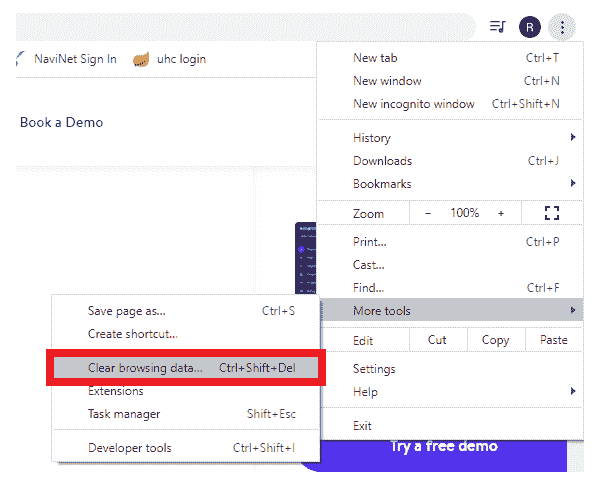 R
NaviNet Sign In uhc login
Book a Demo
New tab Ctrl+T
New window Ctrl+N
New incognito window Ctrl+Shift+N
History
Downloads Ctrl+J
Bookmarks
Zoom − 100% +
Print... Ctrl+P
Cast...
Find... Ctrl+F
More tools
Edit Cut Copy Paste
Settings
Help
Exit
Save page as... Ctrl+S
Create shortcut...
Clear browsing data... Ctrl+Shift+Del
Extensions
Task manager Shift+Esc
Developer tools Ctrl+Shift+I
Try a free demo